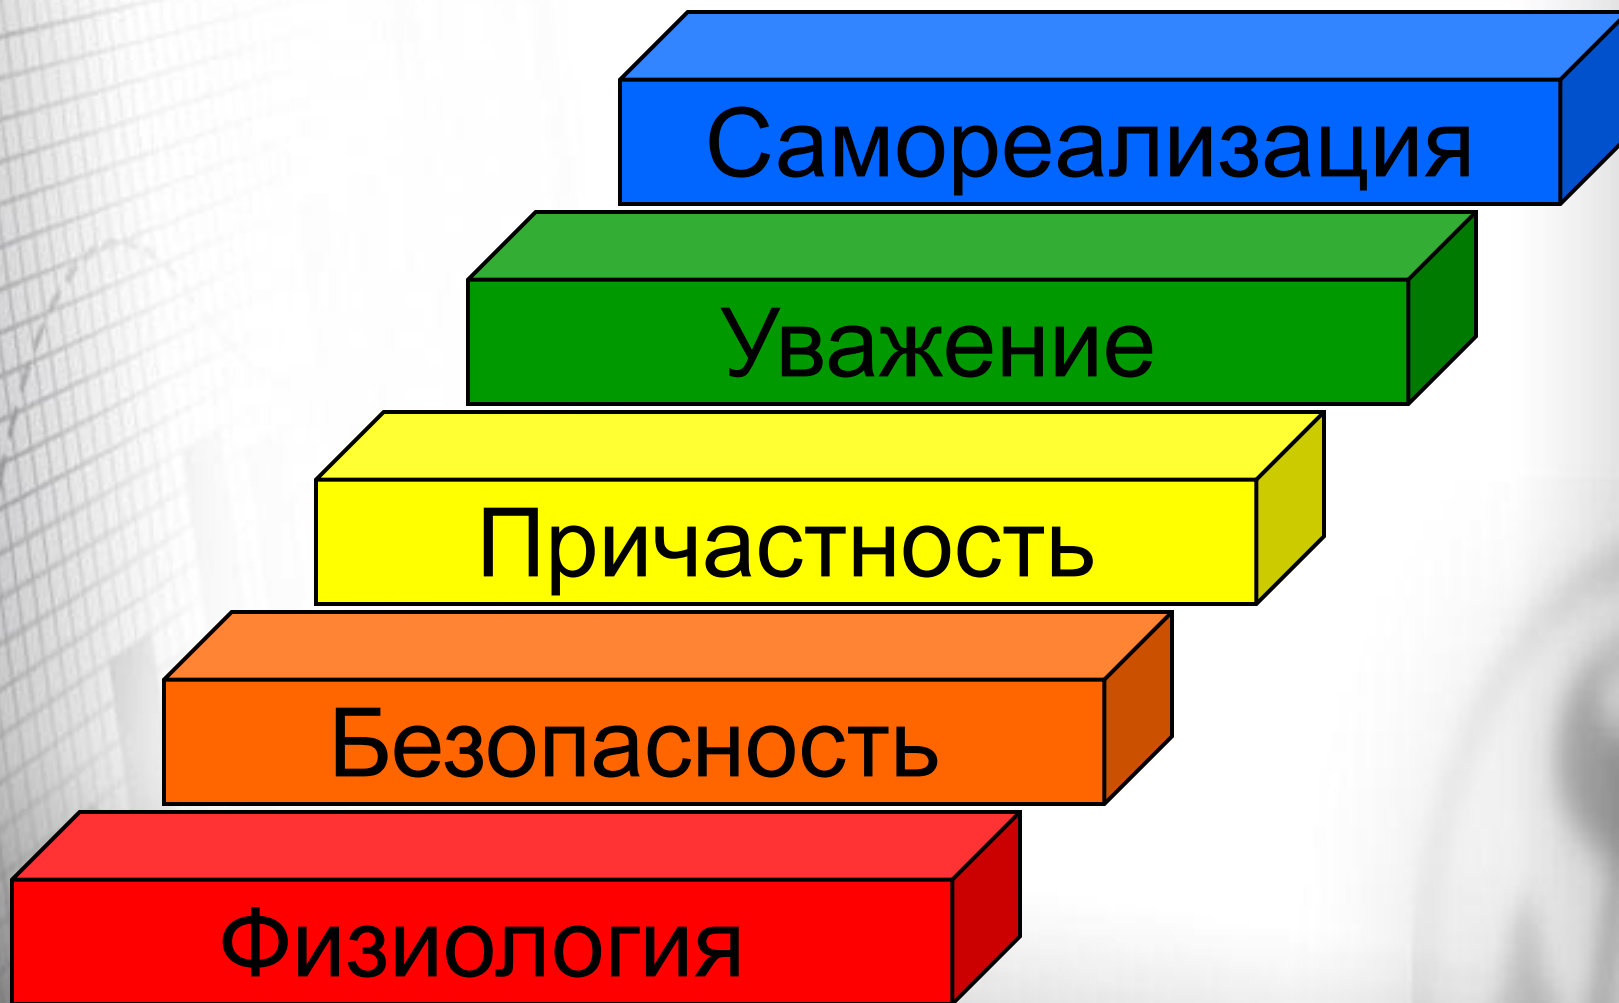 Самореализация
Уважение
Причастность
Безопасность
Физиология